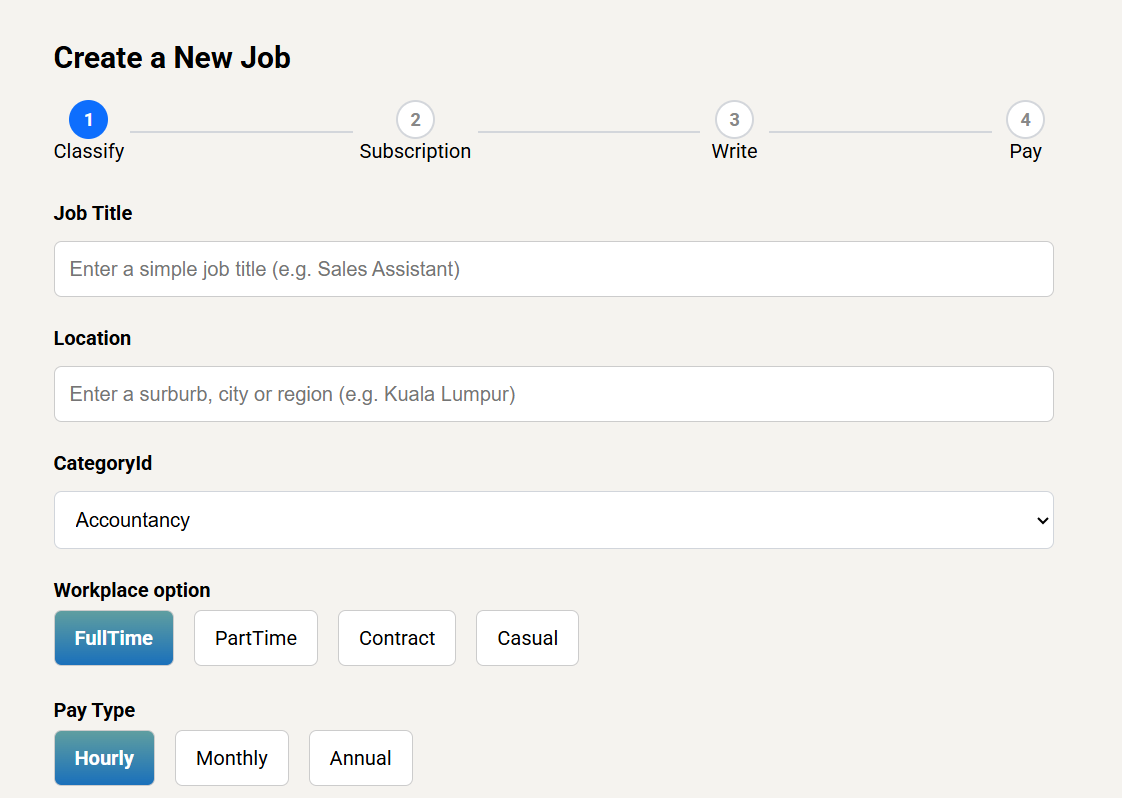 Create a New Job
1 2 3 4
Classify Subscription Write Pay
Job Title
Enter a simple job title (e.g. Sales Assistant)
Location
Enter a surburb, city or region (e.g. Kuala Lumpur)
CategoryId
Accountancy
Workplace option
FullTime PartTime Contract Casual
Pay Type
Hourly Monthly Annual